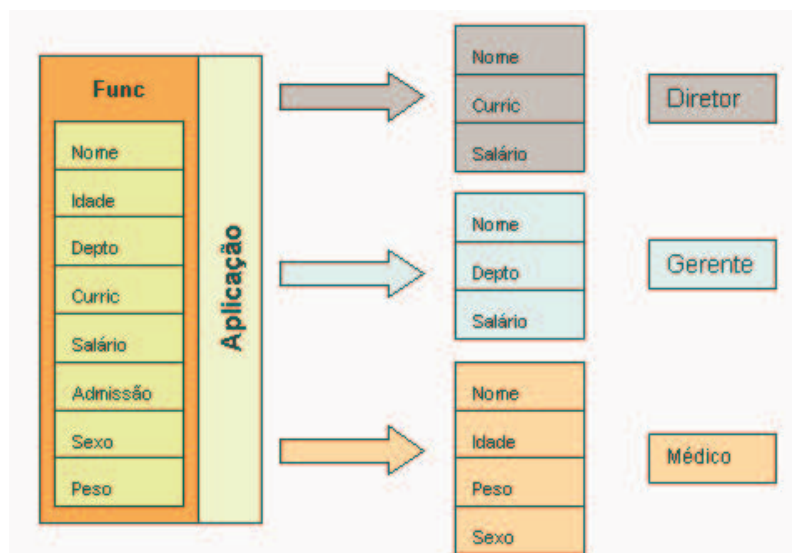 Func
Nome
Idade
Depto
Curric
Salário
Admissão
Sexo
Peso
Aplicação
Nome
Curric
Salário
Diretor
Nome
Depto
Salário
Gerente
Nome
Idade
Peso
Sexo
Médico